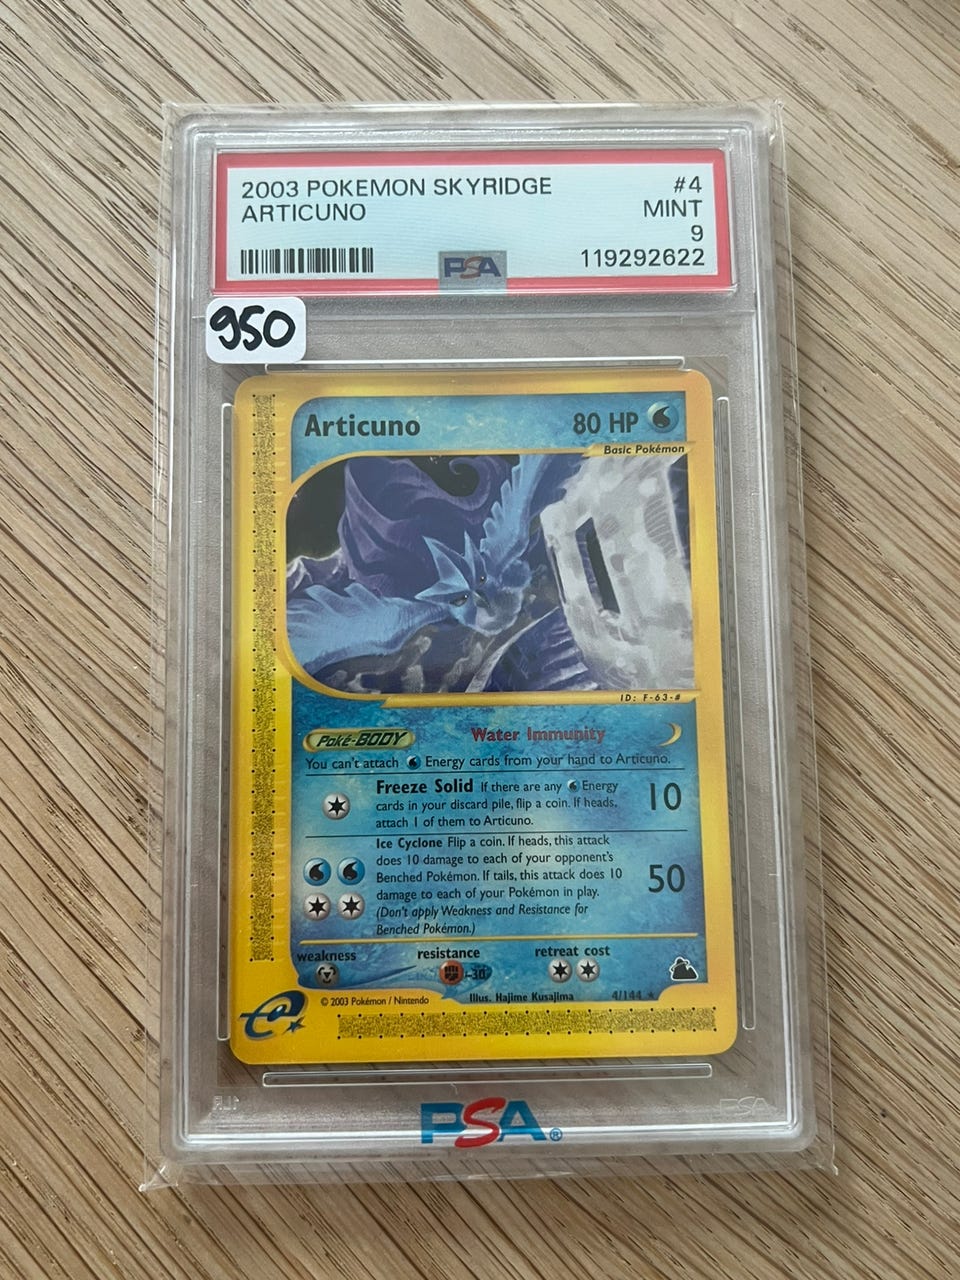 2003 POKEMON SKYRIDGE #4
ARTICUNO MINT
9
PSA 119292622
950
Articuno 80 HP
Basic Pokémon
ID: F-63-#
Poké-BODY Water Immunity
You can't attach Energy cards from your hand to Articuno.
Freeze Solid If there are any Energy
cards in your discard pile, flip a coin. If heads, 10
attach 1 of them to Articuno.
Ice Cyclone Flip a coin. If heads, this attack
does 10 damage to each of your opponent's
Benched Pokémon. If tails, this attack does 10 50
damage to each of your Pokémon in play.
(Don't apply Weakness and Resistance for
Benched Pokémon.)
weakness resistance retreat cost
-30
© 2003 Pokémon / Nintendo Illus. Hajime Kusajima 4/144 ★
e
PSA
PSA®